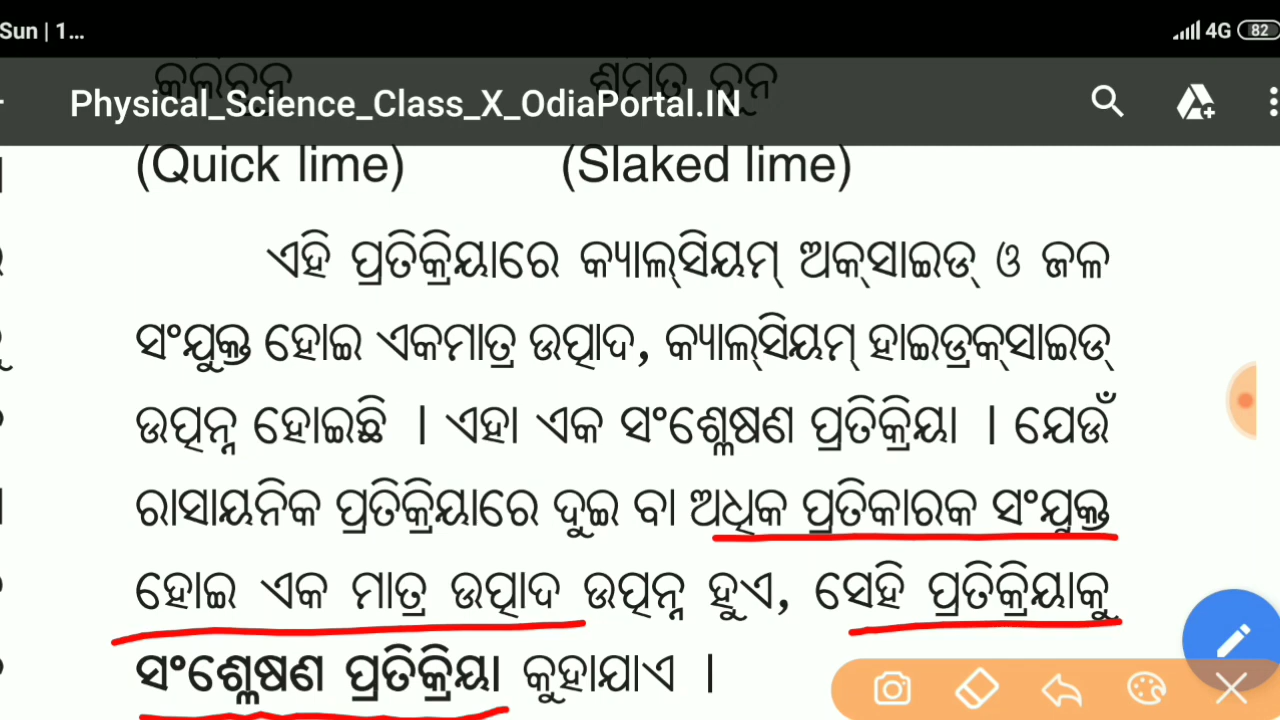 Sun | 1... 4G 82
କଲିଚୂନ ଶମିତ ଚୂନ
Physical_Science_Class_X_OdiaPortal.IN
(Quick lime) (Slaked lime)
ଏହି ପ୍ରତିକ୍ରିୟାରେ କ୍ୟାଲ୍‌ସିୟମ୍ ଅକ୍‌ସାଇଡ୍ ଓ ଜଳ
ସଂଯୁକ୍ତ ହୋଇ ଏକମାତ୍ର ଉତ୍ପାଦ, କ୍ୟାଲ୍‌ସିୟମ୍ ହାଇଡ୍ରକ୍‌ସାଇଡ୍
ଉତ୍ପନ୍ନ ହୋଇଛି । ଏହା ଏକ ସଂଶ୍ଳେଷଣ ପ୍ରତିକ୍ରିୟା । ଯେଉଁ
ରାସାୟନିକ ପ୍ରତିକ୍ରିୟାରେ ଦୁଇ ବା ଅଧିକ ପ୍ରତିକାରକ ସଂଯୁକ୍ତ
ହୋଇ ଏକ ମାତ୍ର ଉତ୍ପାଦ ଉତ୍ପନ୍ନ ହୁଏ, ସେହି ପ୍ରତିକ୍ରିୟାକୁ
ସଂଶ୍ଳେଷଣ ପ୍ରତିକ୍ରିୟା କୁହାଯାଏ ।